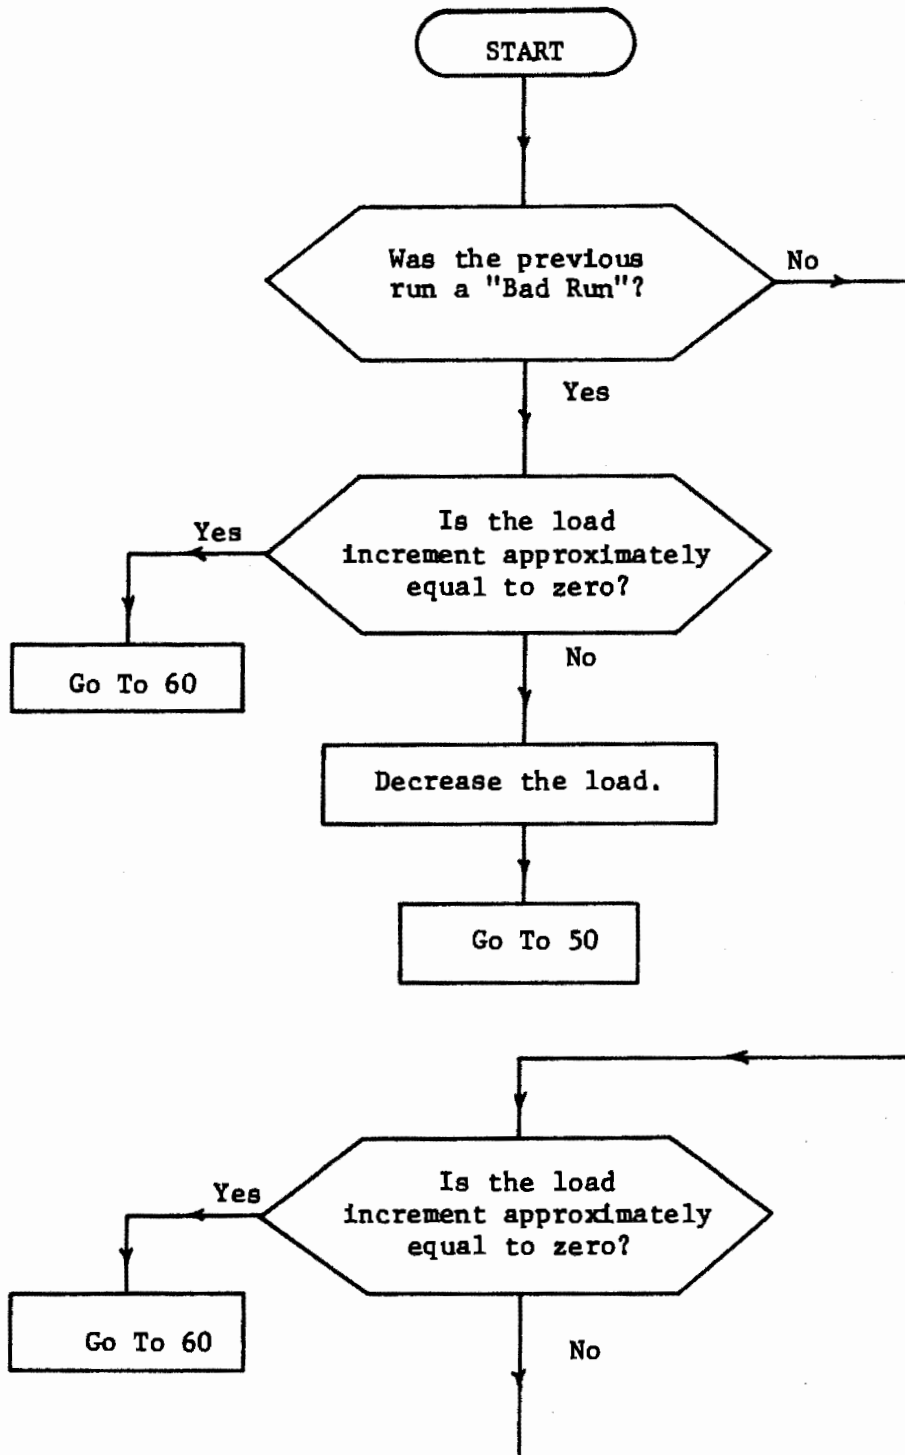 START
Was the previous
run a "Bad Run"?
No
Yes
Is the load
increment approximately
equal to zero?
Yes
No
Go To 60
Decrease the load.
Go To 50
Is the load
increment approximately
equal to zero?
Yes
Go To 60
No